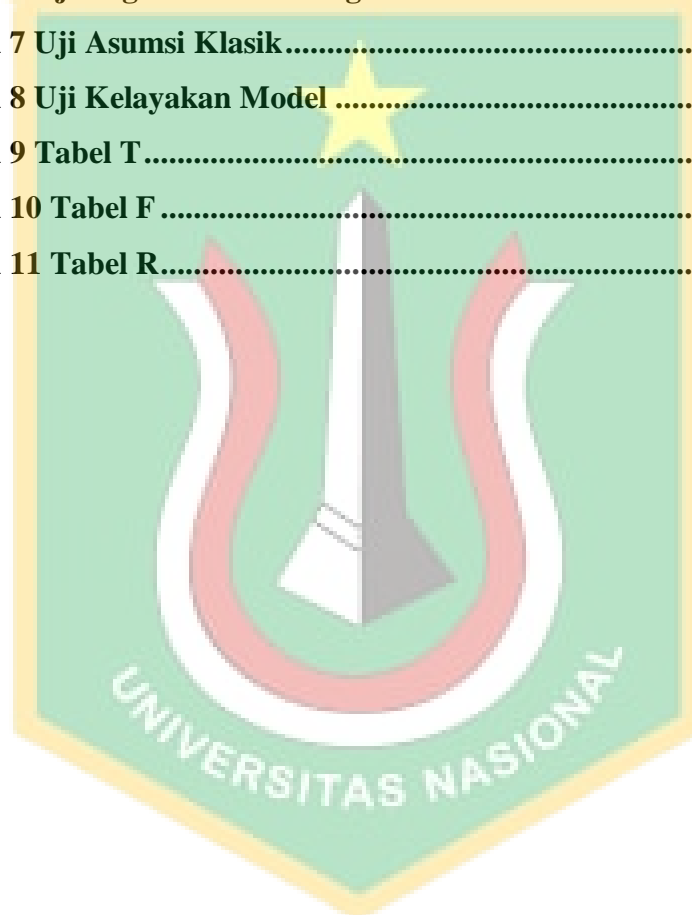 7 Uji Asumsi Klasik
8 Uji Kelayakan Model
9 Tabel T
10 Tabel F
11 Tabel R
UNIVERSITAS NASIONAL